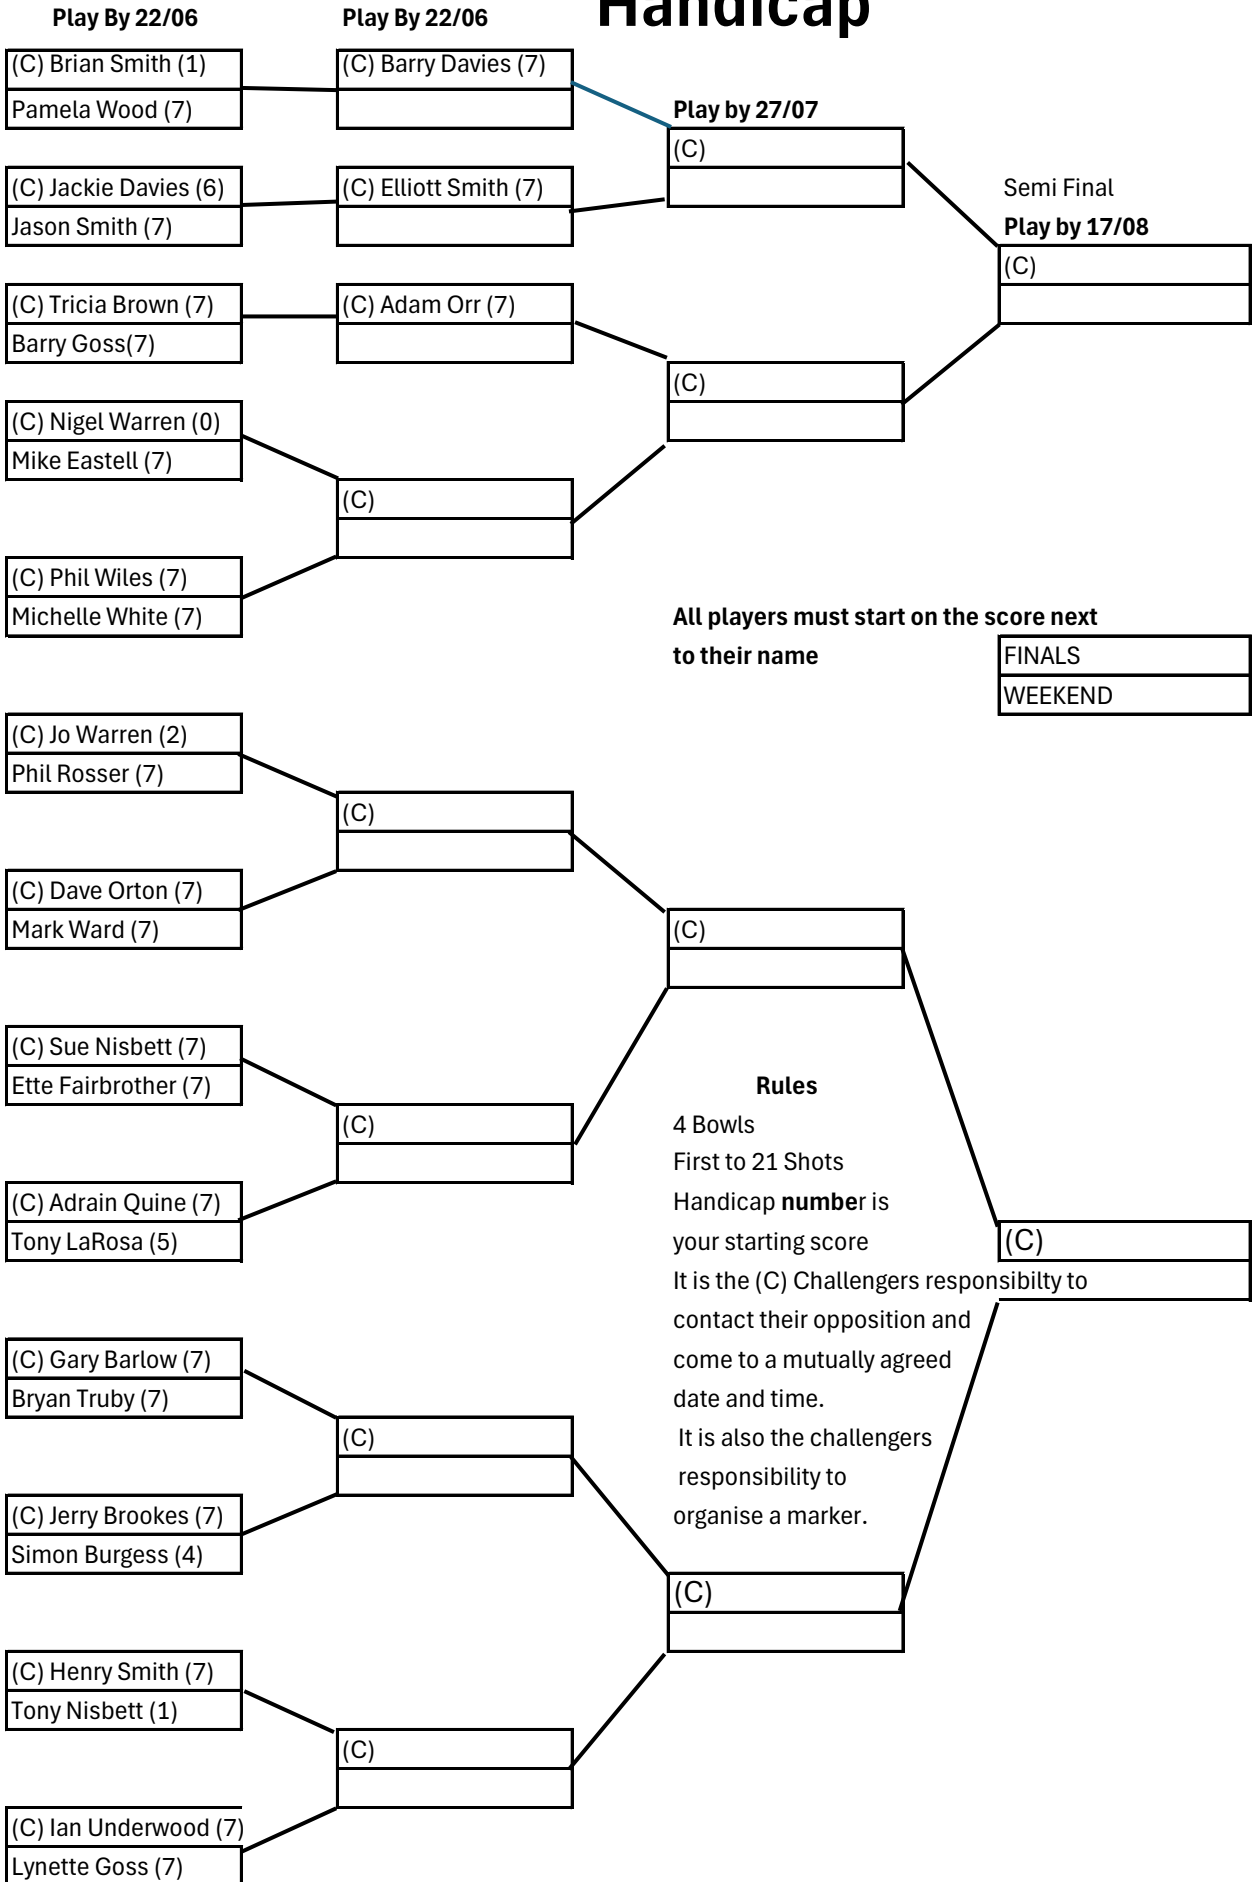 Handicap
Play By 22/06
Play By 22/06
(C) Brian Smith (1)
Pamela Wood (7)
(C) Jackie Davies (6)
Jason Smith (7)
(C) Tricia Brown (7)
Barry Goss(7)
(C) Nigel Warren (0)
Mike Eastell (7)
(C) Phil Wiles (7)
Michelle White (7)
(C) Jo Warren (2)
Phil Rosser (7)
(C) Dave Orton (7)
Mark Ward (7)
(C) Sue Nisbett (7)
Ette Fairbrother (7)
(C) Adrain Quine (7)
Tony LaRosa (5)
(C) Gary Barlow (7)
Bryan Truby (7)
(C) Jerry Brookes (7)
Simon Burgess (4)
(C) Henry Smith (7)
Tony Nisbett (1)
(C) Ian Underwood (7)
Lynette Goss (7)
(C) Barry Davies (7)
(C) Elliott Smith (7)
(C) Adam Orr (7)
(C)
(C)
(C)
(C)
(C)
Play by 27/07
(C)
(C)
All players must start on the score next
to their name
(C)
Rules
4 Bowls
First to 21 Shots
Handicap number is
your starting score
It is the (C) Challengers responsibilty to
contact their opposition and
come to a mutually agreed
date and time.
It is also the challengers
responsibility to
organise a marker.
(C)
Semi Final
Play by 17/08
(C)
FINALS
WEEKEND
(C)